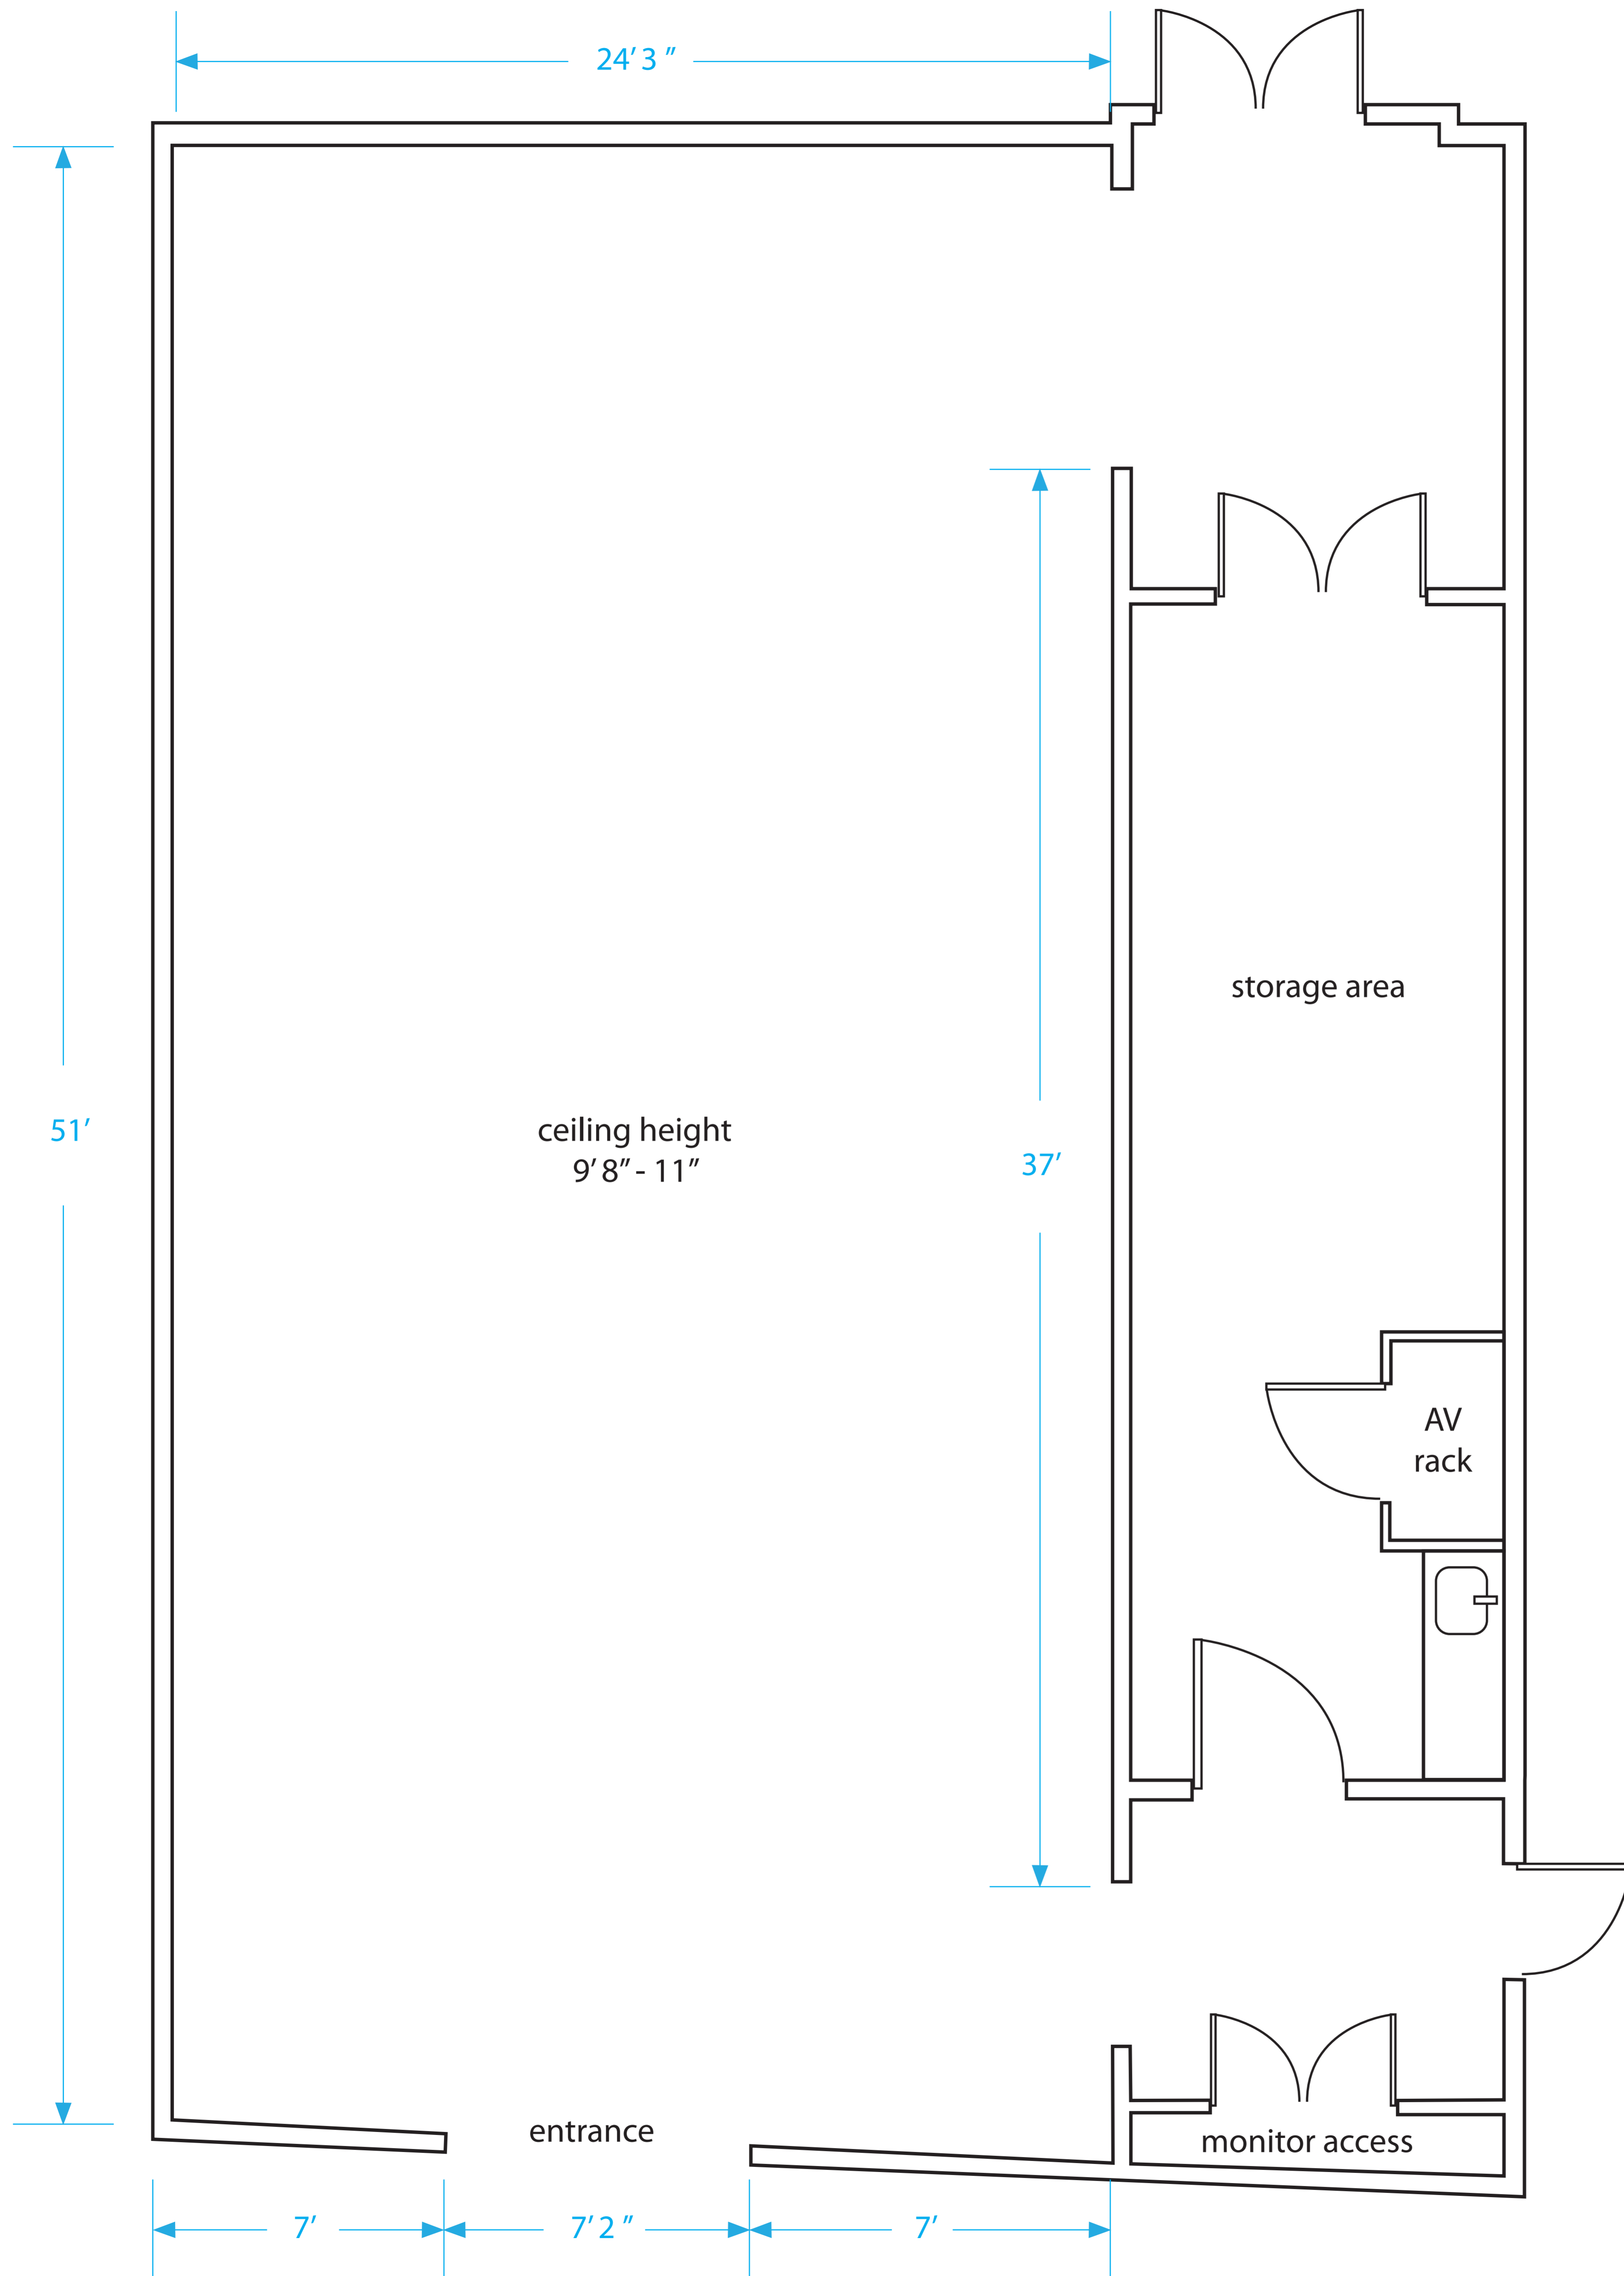 24’ 3 ”
storage area
51’
ceiling height
9’ 8” - 11”
37’
AV
rack
entrance
monitor access
7’
7’ 2 ”
7’